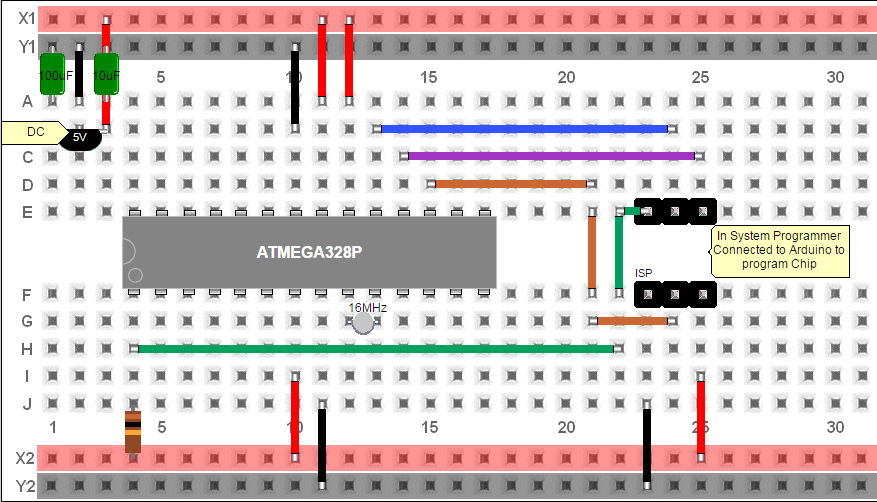 X1
Y1
100uF
10uF
5
10
15
20
25
30
A
DC
5V
C
D
E
ATMEGA328P
In System Programmer
Connected to Arduino to
program Chip
ISP
F
16MHz
G
H
I
J
1
5
10
15
20
25
30
X2
Y2